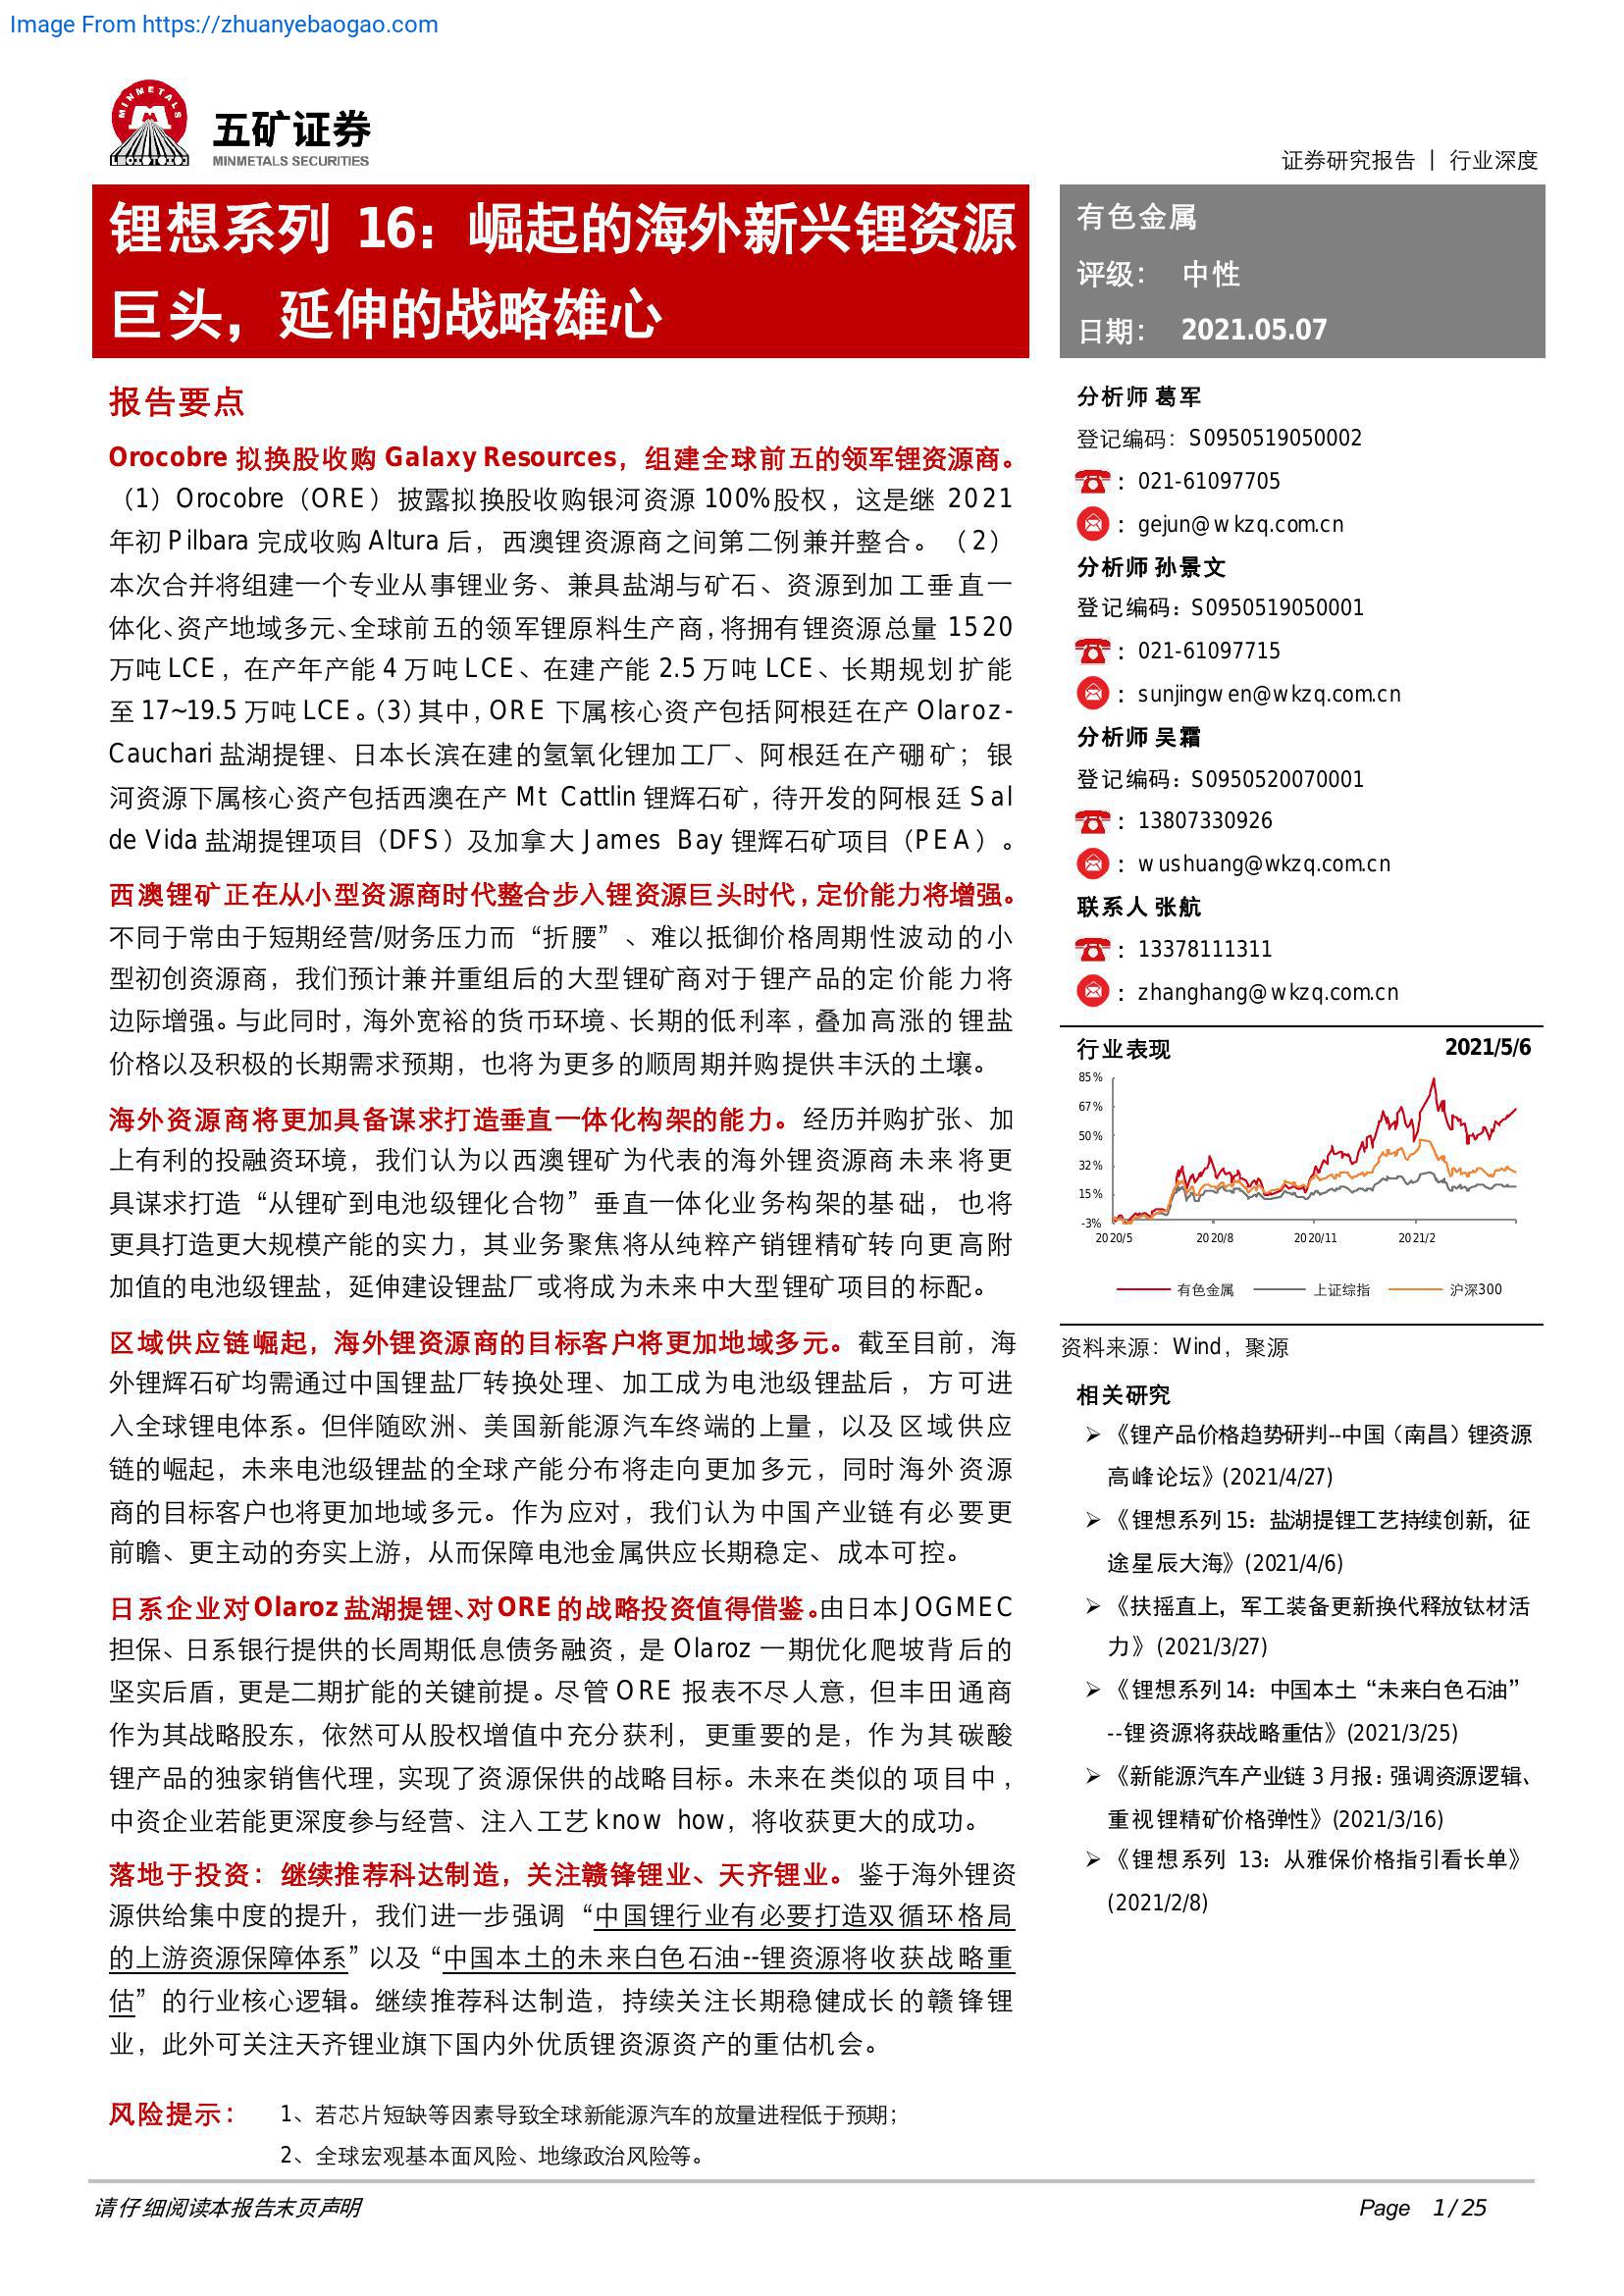 Image From https://zhuanyebaogao.com
MINMETALS
五矿证券
MINMETALS SECURITIES
证券研究报告 | 行业深度
锂想系列 16：崛起的海外新兴锂资源
巨头，延伸的战略雄心
有色金属
评级： 中性
日期： 2021.05.07
报告要点
Orocobre 拟换股收购 Galaxy Resources，组建全球前五的领军锂资源商。
（1）Orocobre（ORE）披露拟换股收购银河资源 100%股权，这是继 2021
年初 Pilbara 完成收购 Altura 后，西澳锂资源商之间第二例兼并整合。（2）
本次合并将组建一个专业从事锂业务、兼具盐湖与矿石、资源到加工垂直一
体化、资产地域多元、全球前五的领军锂原料生产商，将拥有锂资源总量 1520
万吨 LCE，在产年产能 4 万吨 LCE、在建产能 2.5 万吨 LCE、长期规划扩能
至 17~19.5 万吨 LCE。（3）其中，ORE 下属核心资产包括阿根廷在产 Olaroz-
Cauchari 盐湖提锂、日本长滨在建的氢氧化锂加工厂、阿根廷在产硼矿；银
河资源下属核心资产包括西澳在产 Mt Cattlin 锂辉石矿，待开发的阿根廷 Sal
de Vida 盐湖提锂项目（DFS）及加拿大 James Bay 锂辉石矿项目（PEA）。
西澳锂矿正在从小型资源商时代整合步入锂资源巨头时代，定价能力将增强。
不同于常由于短期经营/财务压力而“折腰”、难以抵御价格周期性波动的小
型初创资源商，我们预计兼并重组后的大型锂矿商对于锂产品的定价能力将
边际增强。与此同时，海外宽裕的货币环境、长期的低利率，叠加高涨的锂盐
价格以及积极的长期需求预期，也将为更多的顺周期并购提供丰沃的土壤。
海外资源商将更加具备谋求打造垂直一体化构架的能力。经历并购扩张、加
上有利的投融资环境，我们认为以西澳锂矿为代表的海外锂资源商未来将更
具谋求打造“从锂矿到电池级锂化合物”垂直一体化业务构架的基础，也将
更具打造更大规模产能的实力，其业务聚焦将从纯粹产销锂精矿转向更高附
加值的电池级锂盐，延伸建设锂盐厂或将成为未来中大型锂矿项目的标配。
区域供应链崛起，海外锂资源商的目标客户将更加地域多元。截至目前，海
外锂辉石矿均需通过中国锂盐厂转换处理、加工成为电池级锂盐后，方可进
入全球锂电体系。但伴随欧洲、美国新能源汽车终端的上量，以及区域供应
链的崛起，未来电池级锂盐的全球产能分布将走向更加多元，同时海外资源
商的目标客户也将更加地域多元。作为应对，我们认为中国产业链有必要更
前瞻、更主动的夯实上游，从而保障电池金属供应长期稳定、成本可控。
日系企业对 Olaroz 盐湖提锂、对 ORE 的战略投资值得借鉴。由日本 JOGMEC
担保、日系银行提供的长周期低息债务融资，是 Olaroz 一期优化爬坡背后的
坚实后盾，更是二期扩能的关键前提。尽管 ORE 报表不尽人意，但丰田通商
作为其战略股东，依然可从股权增值中充分获利，更重要的是，作为其碳酸
锂产品的独家销售代理，实现了资源保供的战略目标。未来在类似的项目中，
中资企业若能更深度参与经营、注入工艺 know how，将收获更大的成功。
落地于投资：继续推荐科达制造，关注赣锋锂业、天齐锂业。鉴于海外锂资
源供给集中度的提升，我们进一步强调“中国锂行业有必要打造双循环格局
的上游资源保障体系”以及“中国本土的未来白色石油--锂资源将收获战略重
估”的行业核心逻辑。继续推荐科达制造，持续关注长期稳健成长的赣锋锂
业，此外可关注天齐锂业旗下国内外优质锂资源资产的重估机会。
风险提示： 1、若芯片短缺等因素导致全球新能源汽车的放量进程低于预期；
2、全球宏观基本面风险、地缘政治风险等。
分析师 葛军
登记编码：S0950519050002
：021-61097705
：gejun@wkzq.com.cn
分析师 孙景文
登记编码：S0950519050001
：021-61097715
：sunjingwen@wkzq.com.cn
分析师 吴霜
登记编码：S0950520070001
：13807330926
：wushuang@wkzq.com.cn
联系人 张航
：13378111311
：zhanghang@wkzq.com.cn
行业表现 2021/5/6
85%
67%
50%
32%
15%
-3%
2020/5 2020/8 2020/11 2021/2
有色金属 上证综指 沪深300
资料来源：Wind，聚源
相关研究
➢ 《锂产品价格趋势研判--中国（南昌）锂资源
高峰论坛》(2021/4/27)
➢ 《锂想系列 15：盐湖提锂工艺持续创新，征
途星辰大海》(2021/4/6)
➢ 《扶摇直上，军工装备更新换代释放钛材活
力》(2021/3/27)
➢ 《锂想系列 14：中国本土“未来白色石油”
--锂资源将获战略重估》(2021/3/25)
➢ 《新能源汽车产业链 3 月报：强调资源逻辑、
重视锂精矿价格弹性》(2021/3/16)
➢ 《锂想系列 13：从雅保价格指引看长单》
(2021/2/8)
请仔细阅读本报告末页声明
Page 1 / 25